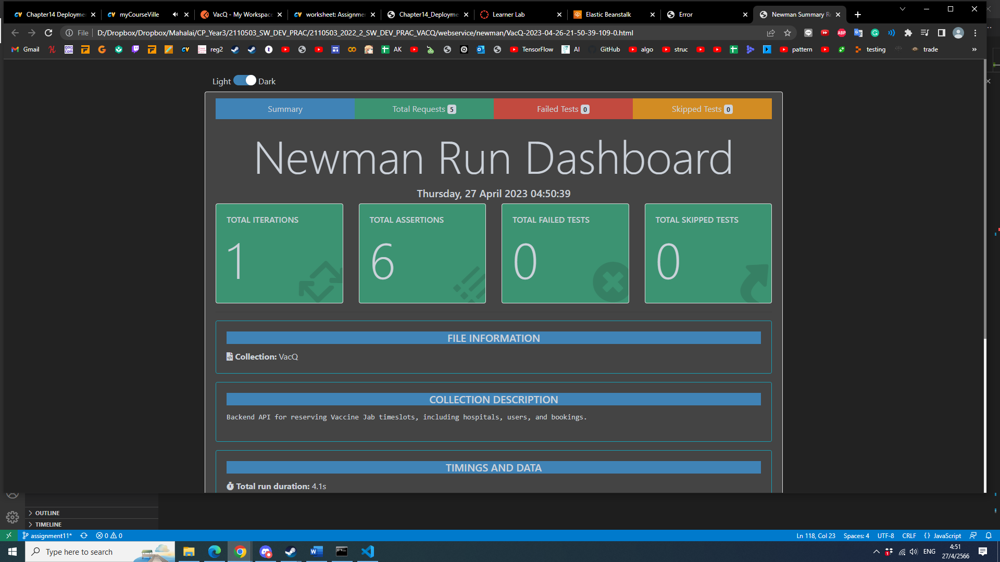 Chapter14 Deployme
myCourseVille
VacQ - My Workspace
worksheet: Assignme
Chapter14_Deployme
Learner Lab
Elastic Beanstalk
Error
Newman Summary Re
File
D:/Dropbox/Dropbox/Mahalai/CP_Year3/2110503_SW_DEV_PRAC/2110503_2022_2_SW_DEV_PRAC_VACQ/webservice/newman/VacQ-2023-04-26-21-50-39-109-0.html
Gmail
reg2
AK
TensorFlow
AI
GitHub
algo
struc
pattern
testing
trade
Light
Dark
Summary
Total Requests 5
Failed Tests 0
Skipped Tests 0
Newman Run Dashboard
Thursday, 27 April 2023 04:50:39
TOTAL ITERATIONS
1
TOTAL ASSERTIONS
6
TOTAL FAILED TESTS
0
TOTAL SKIPPED TESTS
0
FILE INFORMATION
Collection: VacQ
COLLECTION DESCRIPTION
Backend API for reserving Vaccine Jab timeslots, including hospitals, users, and bookings.
TIMINGS AND DATA
Total run duration: 4.1s
OUTLINE
TIMELINE
assignment11*
0 0
Ln 118, Col 23
Spaces: 4
UTF-8
CRLF
{} JavaScript
Type here to search
ENG
4:51
27/4/2566